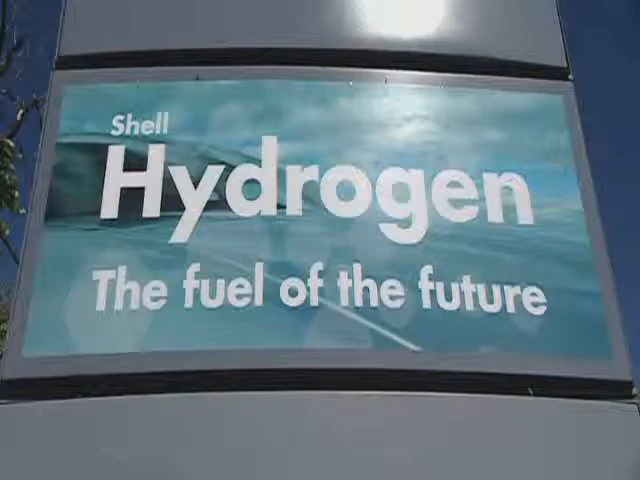 Shell
Hydrogen
The fuel of the future